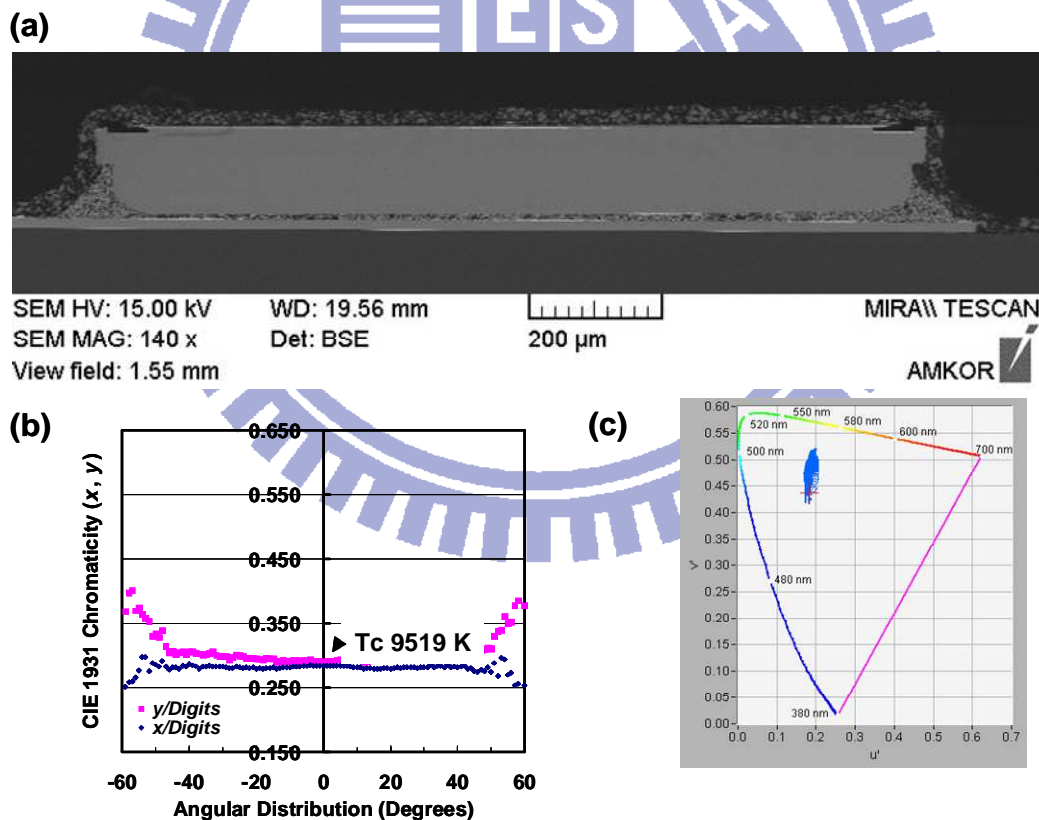 (a)
ESA
SEM HV: 15.00 kV WD: 19.56 mm
MIRA\\ TESCAN
SEM MAG: 140 x Det: BSE
200 µm
View field: 1.55 mm
AMKOR
(b)
CIE 1931 Chromaticity (x, y)
0.650
0.550
0.450
0.350
0.250
0.150
Tc 9519 K
y/Digits
x/Digits
-60 -40 -20 0 20 40 60
Angular Distribution (Degrees)
(c)
v'
0.60
0.55
0.50
0.45
0.40
0.35
0.30
0.25
0.20
0.15
0.10
0.05
0.00
520 nm
550 nm
580 nm
600 nm
500 nm
700 nm
480 nm
380 nm
0.0 0.1 0.2 0.3 0.4 0.5 0.6 0.7
u'